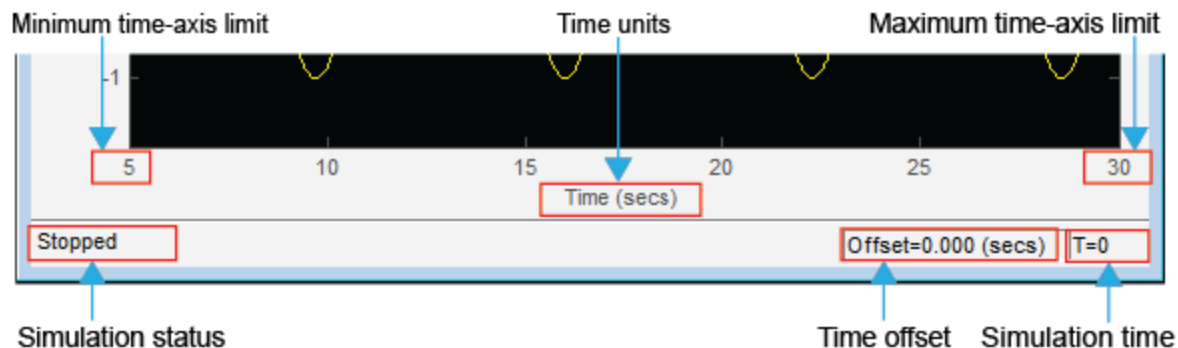 Minimum time-axis limit Time units Maximum time-axis limit
-1
5 10 15 20 25 30
Time (secs)
Stopped Offset=0.000 (secs) T=0
Simulation status Time offset Simulation time